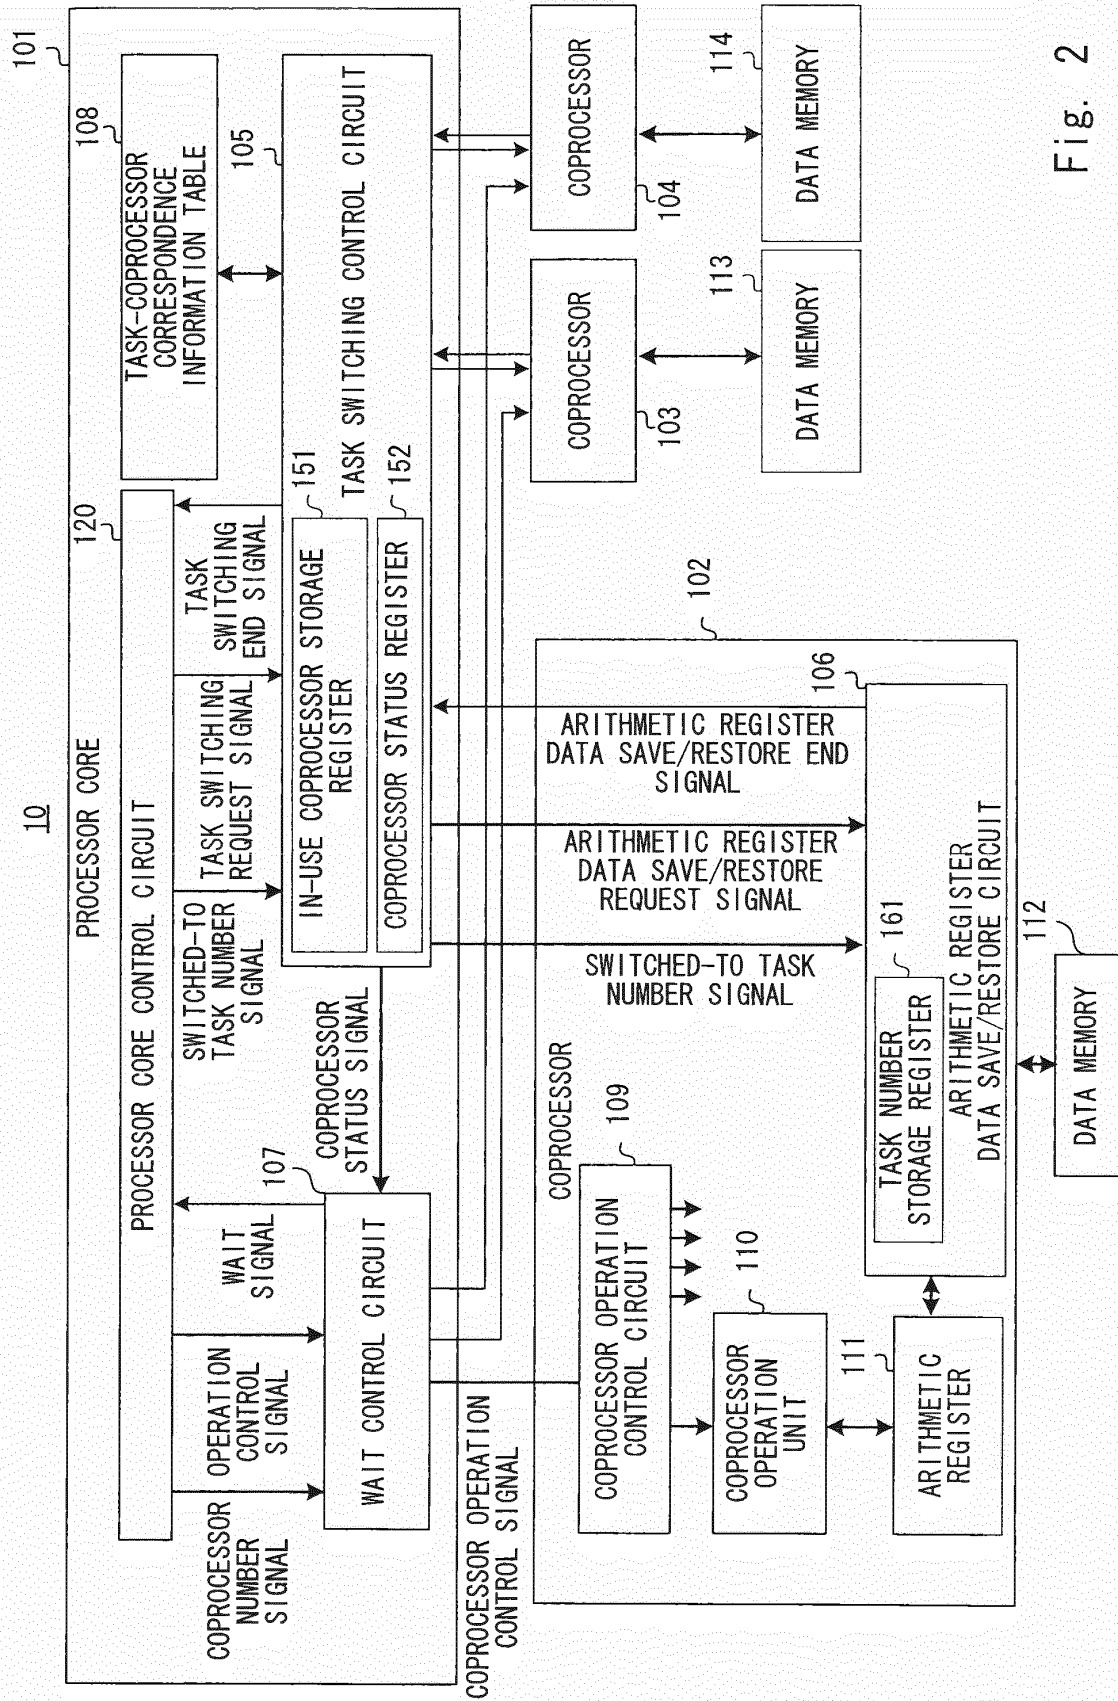 10
PROCESSOR CORE
101
PROCESSOR CORE CONTROL CIRCUIT
120
TASK-COPROCESSOR
CORRESPONDENCE
INFORMATION TABLE
108
COPROCESSOR
NUMBER
SIGNAL
OPERATION
CONTROL
SIGNAL
WAIT
SIGNAL
SWITCHED-TO
TASK NUMBER
SIGNAL
TASK SWITCHING
REQUEST SIGNAL
TASK
SWITCHING
END SIGNAL
WAIT CONTROL CIRCUIT
107
COPROCESSOR
STATUS SIGNAL
IN-USE COPROCESSOR STORAGE
REGISTER
151
COPROCESSOR STATUS REGISTER
152
TASK SWITCHING CONTROL CIRCUIT
105
COPROCESSOR OPERATION
CONTROL SIGNAL
COPROCESSOR
102
COPROCESSOR OPERATION
CONTROL CIRCUIT
109
COPROCESSOR
OPERATION
UNIT
110
ARITHMETIC
REGISTER
111
SWITCHED-TO TASK
NUMBER SIGNAL
ARITHMETIC REGISTER
DATA SAVE/RESTORE
REQUEST SIGNAL
ARITHMETIC REGISTER
DATA SAVE/RESTORE END
SIGNAL
TASK NUMBER
STORAGE REGISTER
161
ARITHMETIC REGISTER
DATA SAVE/RESTORE CIRCUIT
106
DATA MEMORY
112
COPROCESSOR
103
DATA MEMORY
113
COPROCESSOR
104
DATA MEMORY
114
Fig. 2